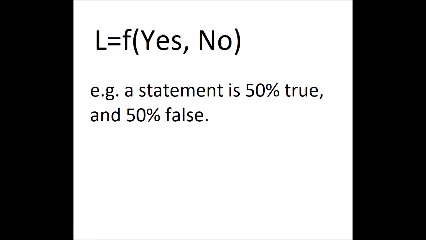 L=f(Yes, No)
e.g. a statement is 50% true,
and 50% false.